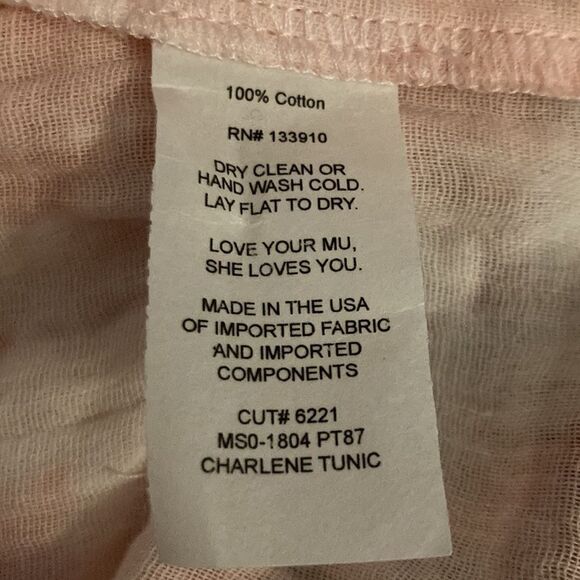 100% Cotton
RN# 133910
DRY CLEAN OR
HAND WASH COLD.
LAY FLAT TO DRY.
LOVE YOUR MU,
SHE LOVES YOU.
MADE IN THE USA
OF IMPORTED FABRIC
AND IMPORTED
COMPONENTS
CUT# 6221
MS0-1804 PT87
CHARLENE TUNIC